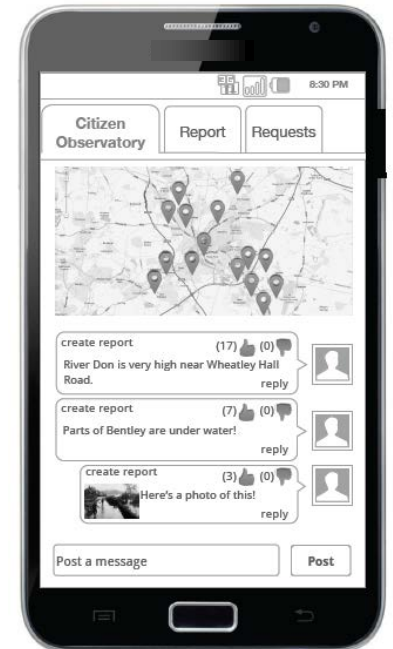 3G 8:30 PM
Citizen
Observatory
Report
Requests
create report (17) (0)
River Don is very high near Wheatley Hall
Road.
reply
create report (7) (0)
Parts of Bentley are under water!
reply
create report (3) (0)
Here's a photo of this!
reply
Post a message Post